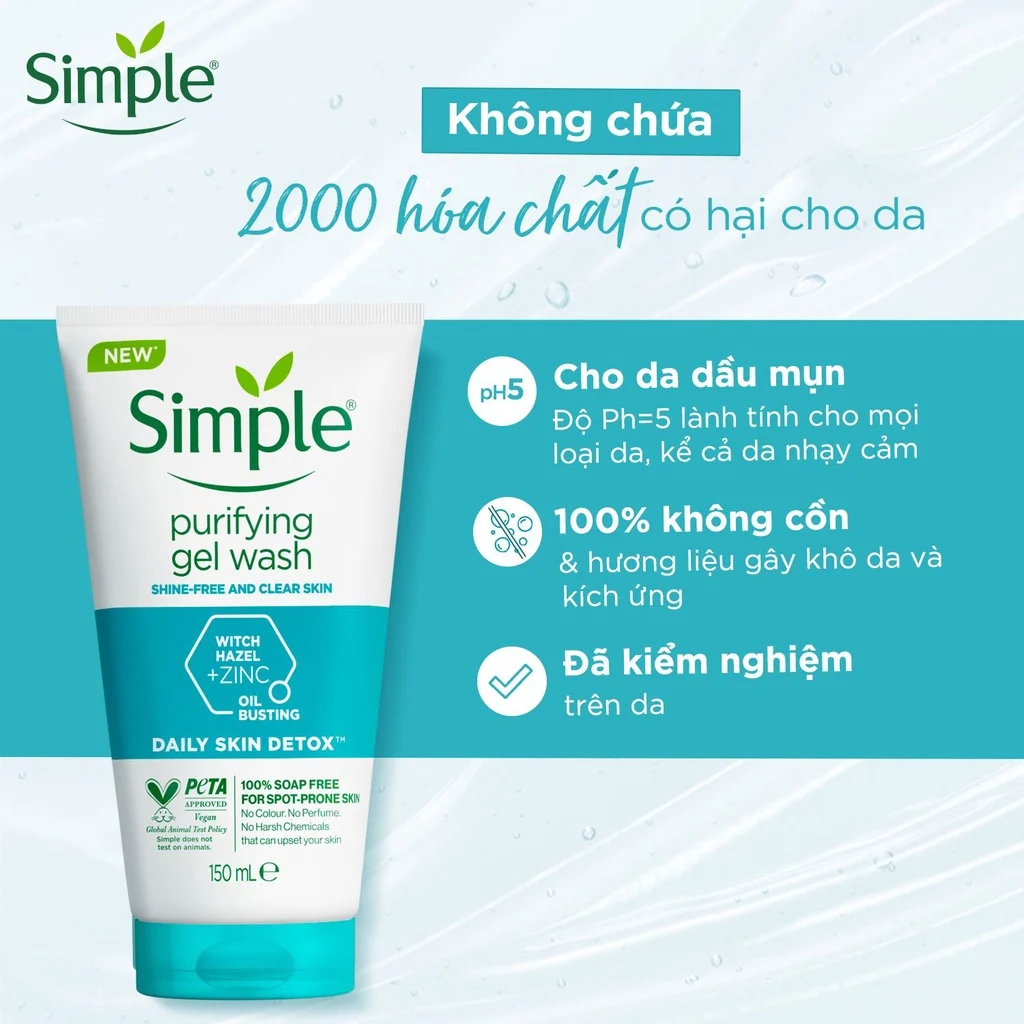 Simple®
Không chứa
2000 hóa chất có hại cho da
NEW*
Simple®
purifying
gel wash
SHINE-FREE AND CLEAR SKIN
WITCH
HAZEL
+ZINC
OIL
BUSTING
DAILY SKIN DETOX™
PETA
APPROVED
Vegan
Global Animal Test Policy
Simple does not
test on animals.
100% SOAP FREE
FOR SPOT-PRONE SKIN
No Colour. No Perfume.
No Harsh Chemicals
that can upset your skin
150 mL ℮
pH5
Cho da dầu mụn
Độ Ph=5 lành tính cho mọi
loại da, kể cả da nhạy cảm
100% không cồn
& hương liệu gây khô da và
kích ứng
Đã kiểm nghiệm
trên da